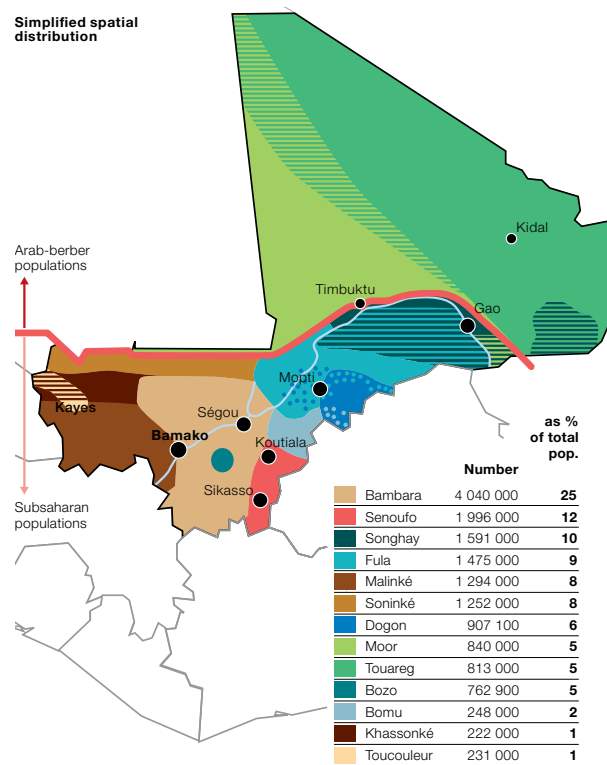 Simplified spatial
distribution
Kidal
Arab-berber
populations
Timbuktu
Gao
Mopti
Kayes
Ségou
Bamako
Koutiala
Sikasso
Subsaharan
populations
as %
of total
pop.
Number
Bambara 4 040 000 25
Senoufo 1 996 000 12
Songhay 1 591 000 10
Fula 1 475 000 9
Malinké 1 294 000 8
Soninké 1 252 000 8
Dogon 907 100 6
Moor 840 000 5
Touareg 813 000 5
Bozo 762 900 5
Bomu 248 000 2
Khassonké 222 000 1
Toucouleur 231 000 1